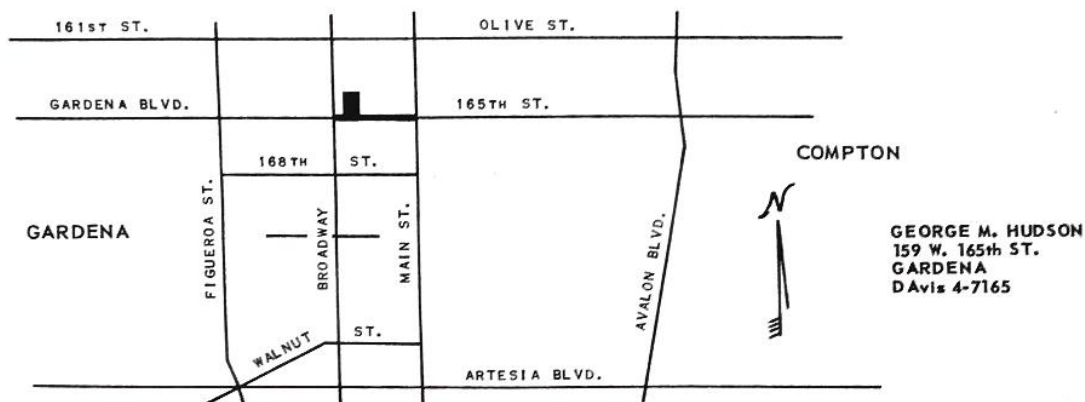 161ST ST.
OLIVE ST.
GARDENA BLVD.
165TH ST.
168TH ST.
COMPTON
N
GARDENA
FIGUEROA ST.
BROADWAY
MAIN ST.
AVALON BLVD.
GEORGE M. HUDSON
159 W. 165th ST.
GARDENA
DAvis 4-7165
WALNUT ST.
ARTESIA BLVD.